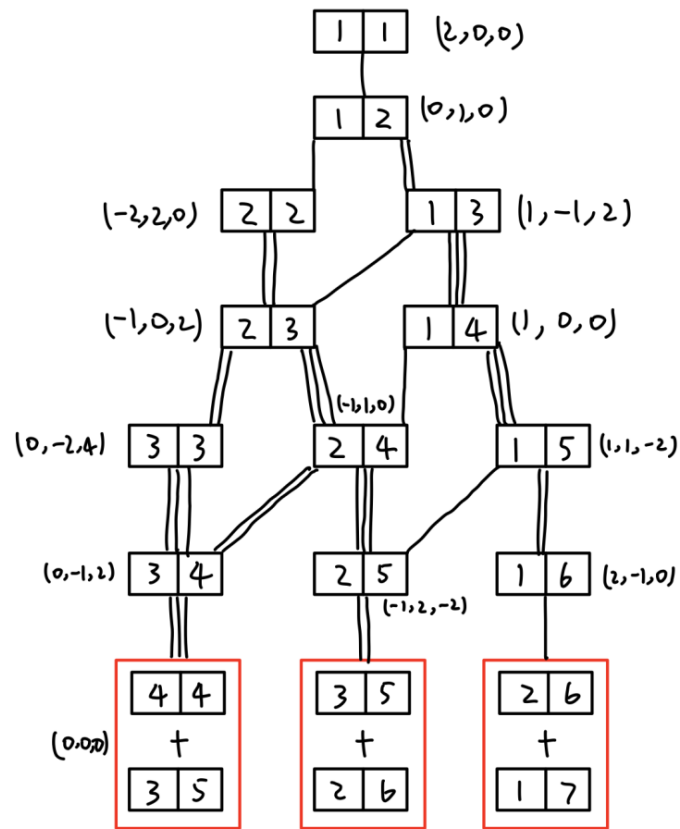 1 1 (2,0,0)
1 2 (0,1,0)
(-2,2,0) 2 2 1 3 (1,-1,2)
(-1,0,2) 2 3 1 4 (1,0,0)
(-1,1,0)
(0,-2,4) 3 3 2 4 1 5 (1,1,-2)
(0,-1,2) 3 4 2 5 1 6 (2,-1,0)
(-1,2,-2)
4 4 3 5 2 6
(0,0,0) + + +
3 5 2 6 1 7